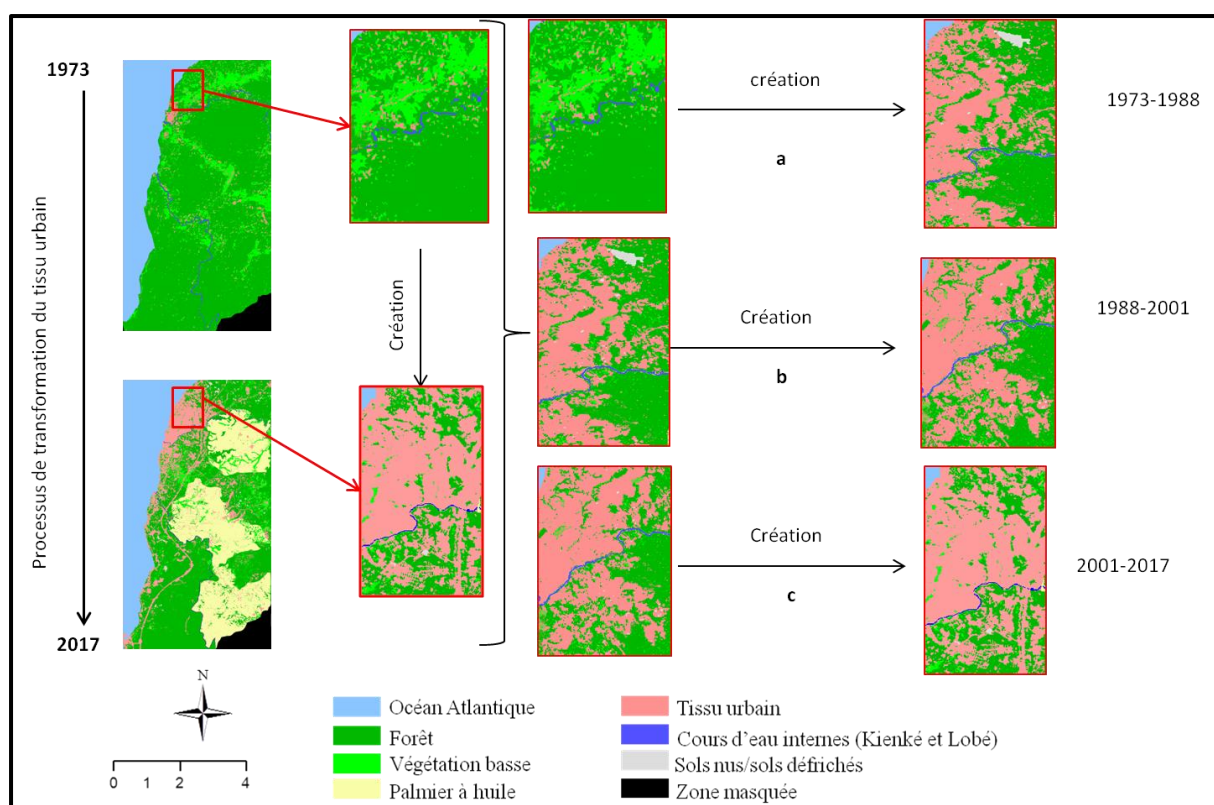 1973
Processus de transformation du tissu urbain
2017
Création
création
a
1973-1988
Création
b
1988-2001
Création
c
2001-2017
N
0 2 4
Océan Atlantique
Forêt
Végétation basse
Palmier à huile
Tissu urbain
Cours d'eau internes (Kienké et Lobé)
Sols nus/sols défrichés
Zone masquée